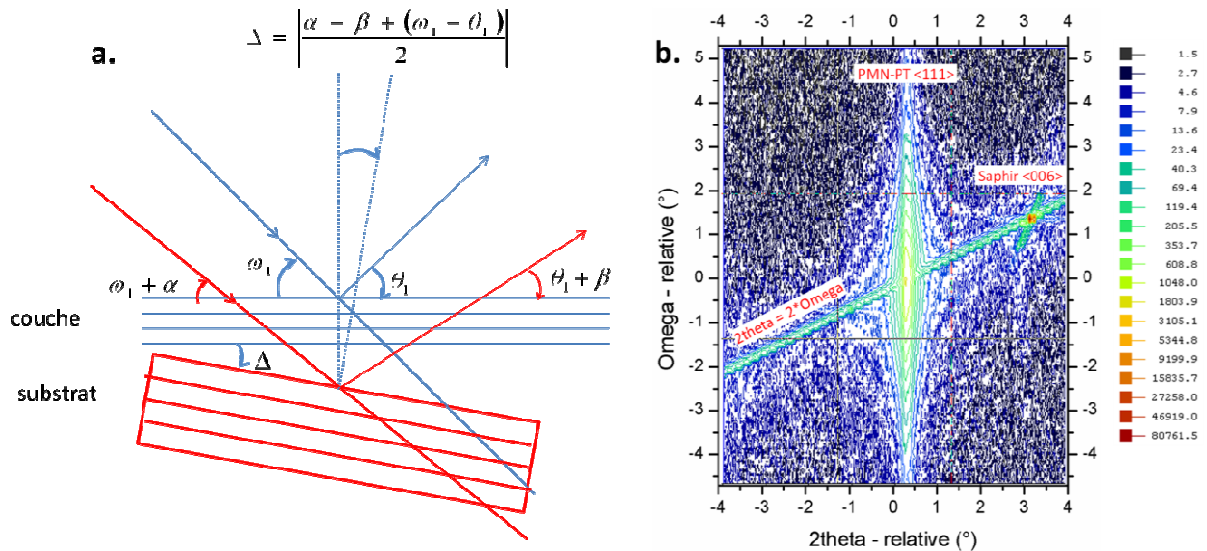 a.
Δ = |α − β + (ω₁ − θ₁) / 2|
ω₁
θ₁
ω₁ + α
θ₁ + β
couche
Δ
substrat
b.
-4 -3 -2 -1 0 1 2 3 4
PMN-PT <111>
Saphir <006>
2theta = 2*Omega
Omega - relative (°)
5
4
3
2
1
0
-1
-2
-3
-4
5
4
3
2
1
0
-1
-2
-3
-4
-4 -3 -2 -1 0 1 2 3 4
2theta - relative (°)
1.5
2.7
4.6
7.9
13.6
23.4
40.3
69.4
119.4
205.5
353.7
608.8
1048.0
1803.9
3105.1
5344.8
9199.9
15835.7
27258.0
46919.0
80761.5